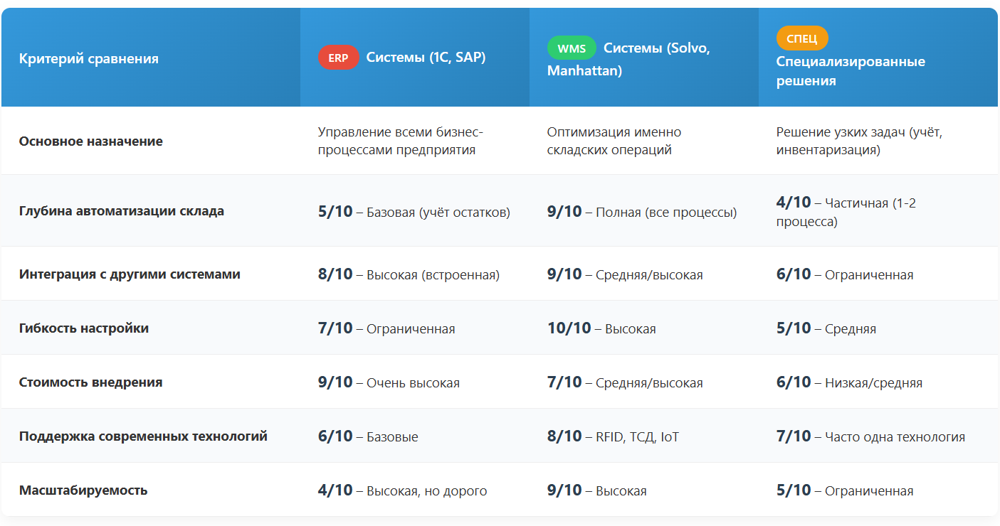 Критерий сравнения
ERP Системы (1С, SAP)
WMS Системы (Solvo,
Manhattan)
СПЕЦ
Специализированные
решения
Основное назначение
Управление всеми бизнес-
процессами предприятия
Оптимизация именно
складских операций
Решение узких задач (учёт,
инвентаризация)
Глубина автоматизации склада
5/10 – Базовая (учёт остатков)
9/10 – Полная (все процессы)
4/10 – Частичная (1-2
процесса)
Интеграция с другими системами
8/10 – Высокая (встроенная)
9/10 – Средняя/высокая
6/10 – Ограниченная
Гибкость настройки
7/10 – Ограниченная
10/10 – Высокая
5/10 – Средняя
Стоимость внедрения
9/10 – Очень высокая
7/10 – Средняя/высокая
6/10 – Низкая/средняя
Поддержка современных технологий
6/10 – Базовые
8/10 – RFID, ТСД, IoT
7/10 – Часто одна технология
Масштабируемость
4/10 – Высокая, но дорого
9/10 – Высокая
5/10 – Ограниченная